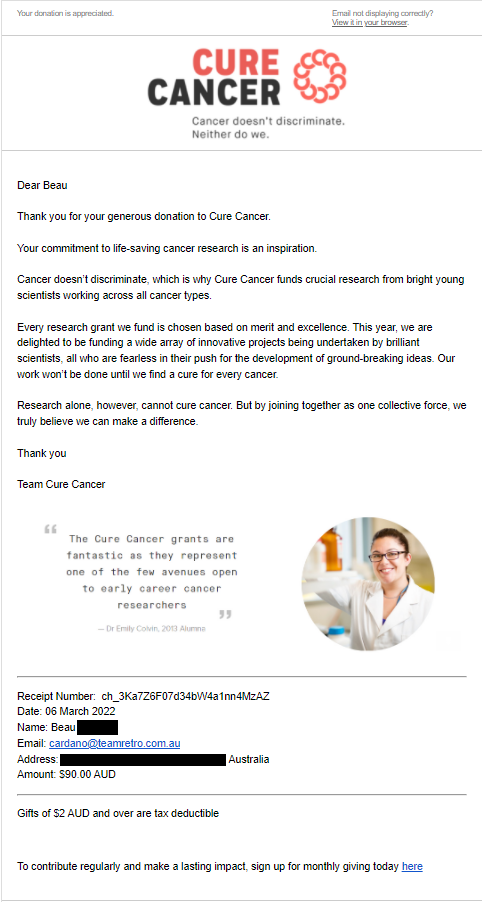 Your donation is appreciated.
Email not displaying correctly?
View it in your browser.
CURE
CANCER
Cancer doesn't discriminate.
Neither do we.
Dear Beau
Thank you for your generous donation to Cure Cancer.
Your commitment to life-saving cancer research is an inspiration.
Cancer doesn't discriminate, which is why Cure Cancer funds crucial research from bright young
scientists working across all cancer types.
Every research grant we fund is chosen based on merit and excellence. This year, we are
delighted to be funding a wide array of innovative projects being undertaken by brilliant
scientists, all who are fearless in their push for the development of ground-breaking ideas. Our
work won't be done until we find a cure for every cancer.
Research alone, however, cannot cure cancer. But by joining together as one collective force, we
truly believe we can make a difference.
Thank you
Team Cure Cancer
“ The Cure Cancer grants are
fantastic as they represent
one of the few avenues open
to early career cancer
researchers ”
— Dr Emily Colvin, 2013 Alumna
Receipt Number: ch_3Ka7Z6F07d34bW4a1nn4MzAZ
Date: 06 March 2022
Name: Beau
Email: cardano@teamretro.com.au
Address: Australia
Amount: $90.00 AUD
Gifts of $2 AUD and over are tax deductible
To contribute regularly and make a lasting impact, sign up for monthly giving today here